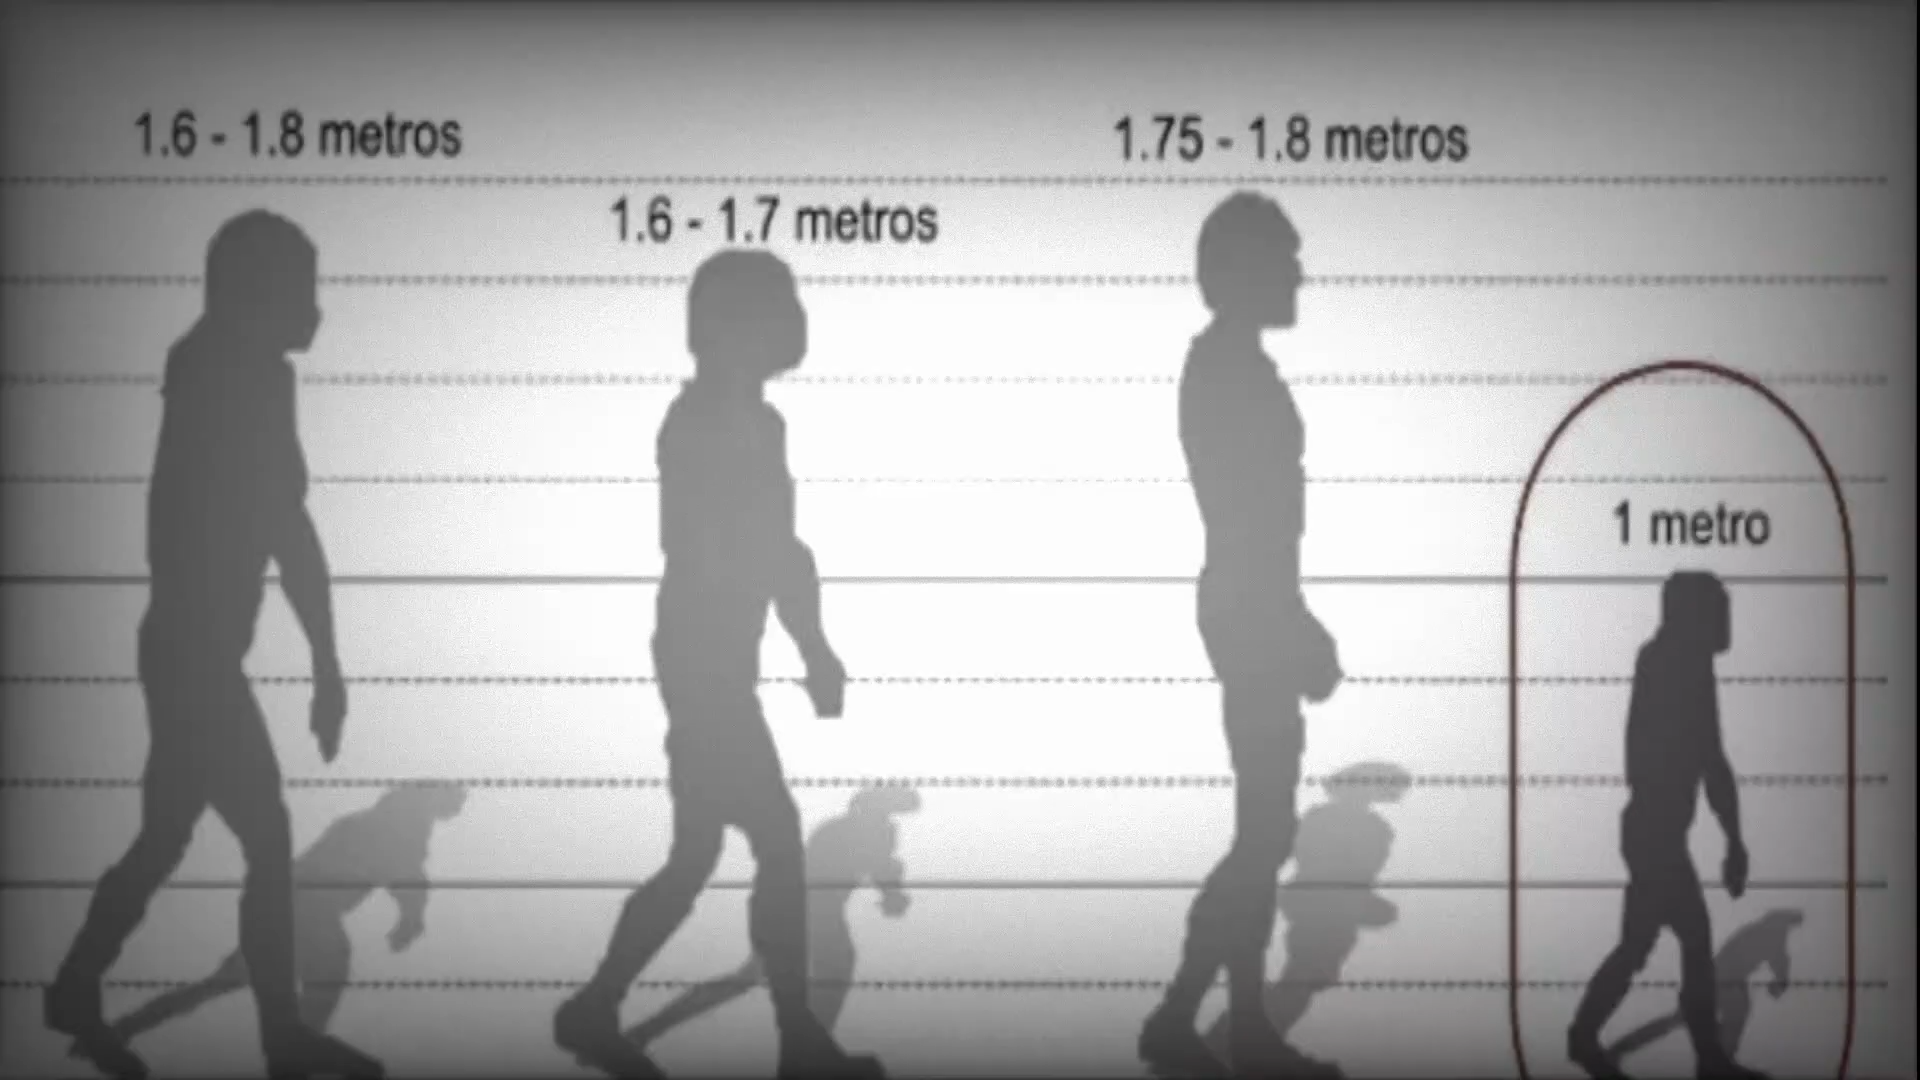 1.6 - 1.8 metros
1.6 - 1.7 metros
1.75 - 1.8 metros
1 metro